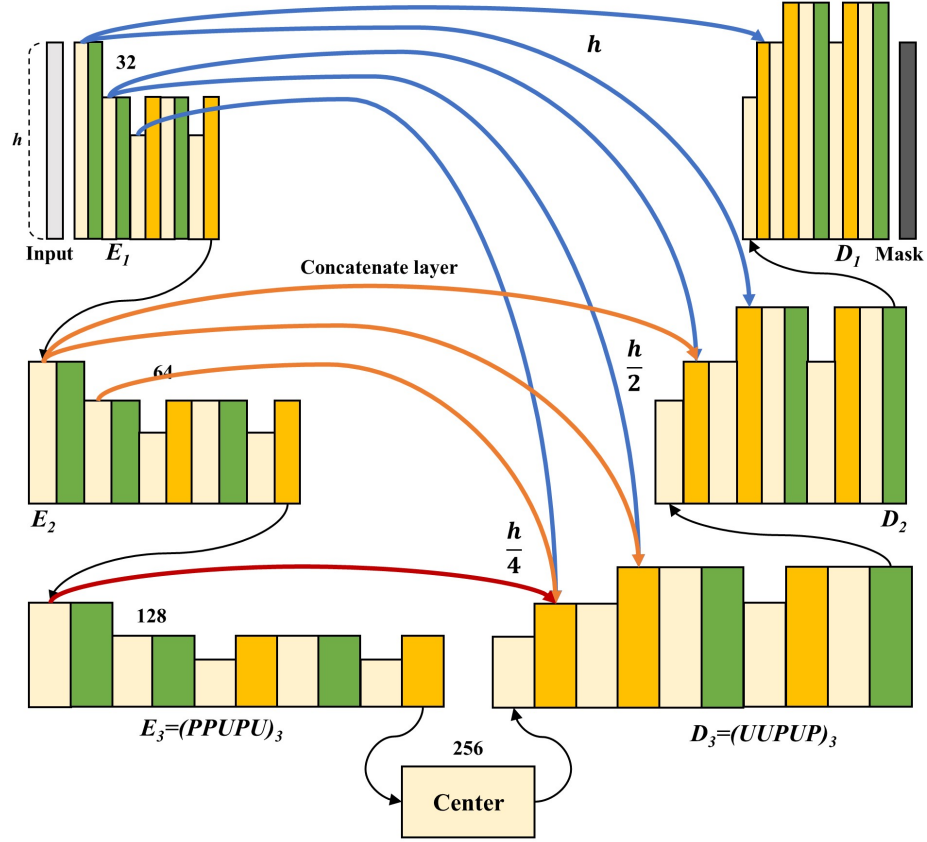 32
h
h
Input
E1
D1
Mask
Concatenate layer
h/2
64
E2
D2
h/4
128
E3=(PPUPU)3
D3=(UUPUP)3
256
Center